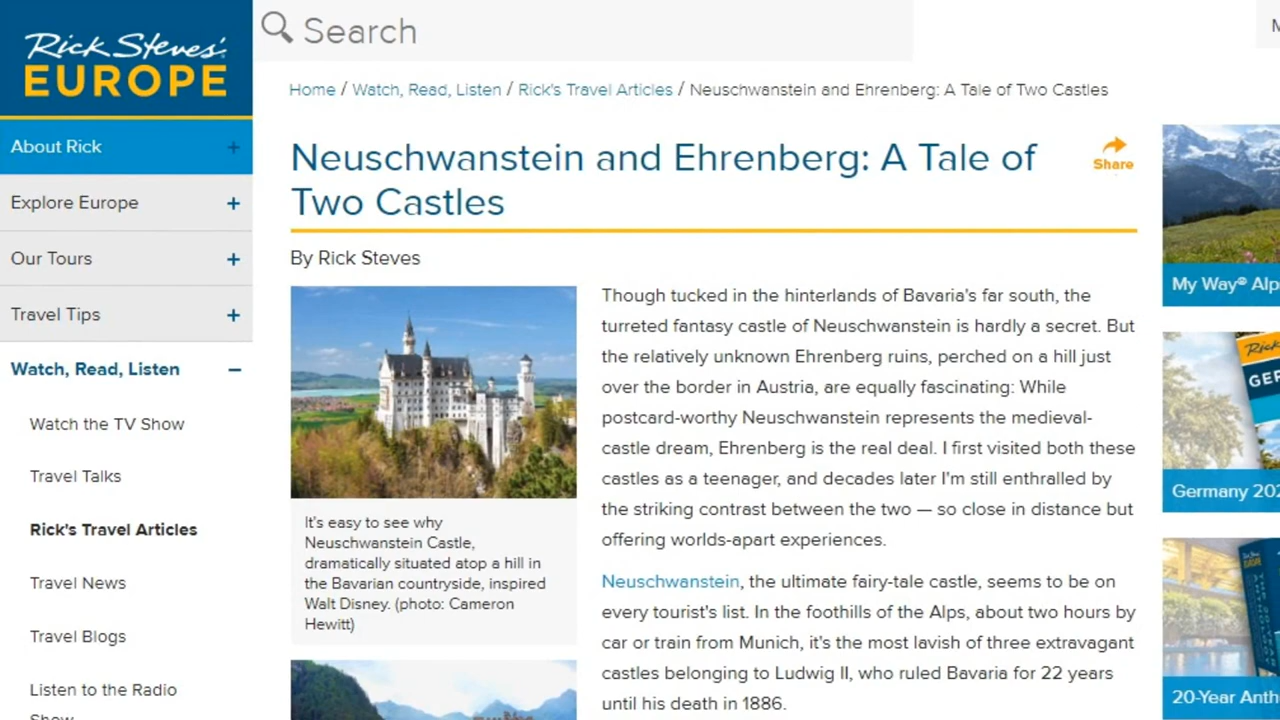 Rick Steves'
EUROPE
Search
Home / Watch, Read, Listen / Rick's Travel Articles / Neuschwanstein and Ehrenberg: A Tale of Two Castles
About Rick +
Explore Europe +
Our Tours +
Travel Tips +
Watch, Read, Listen −
Watch the TV Show
Travel Talks
Rick's Travel Articles
Travel News
Travel Blogs
Listen to the Radio
Show
Neuschwanstein and Ehrenberg: A Tale of
Two Castles
Share
By Rick Steves
It's easy to see why
Neuschwanstein Castle,
dramatically situated atop a hill in
the Bavarian countryside, inspired
Walt Disney. (photo: Cameron
Hewitt)
Though tucked in the hinterlands of Bavaria's far south, the
turreted fantasy castle of Neuschwanstein is hardly a secret. But
the relatively unknown Ehrenberg ruins, perched on a hill just
over the border in Austria, are equally fascinating: While
postcard-worthy Neuschwanstein represents the medieval-
castle dream, Ehrenberg is the real deal. I first visited both these
castles as a teenager, and decades later I'm still enthralled by
the striking contrast between the two — so close in distance but
offering worlds-apart experiences.
Neuschwanstein, the ultimate fairy-tale castle, seems to be on
every tourist's list. In the foothills of the Alps, about two hours by
car or train from Munich, it's the most lavish of three extravagant
castles belonging to Ludwig II, who ruled Bavaria for 22 years
until his death in 1886.
My Way® Alp
Rick
GER
Germany 202
EUROPE
20-Year Anth